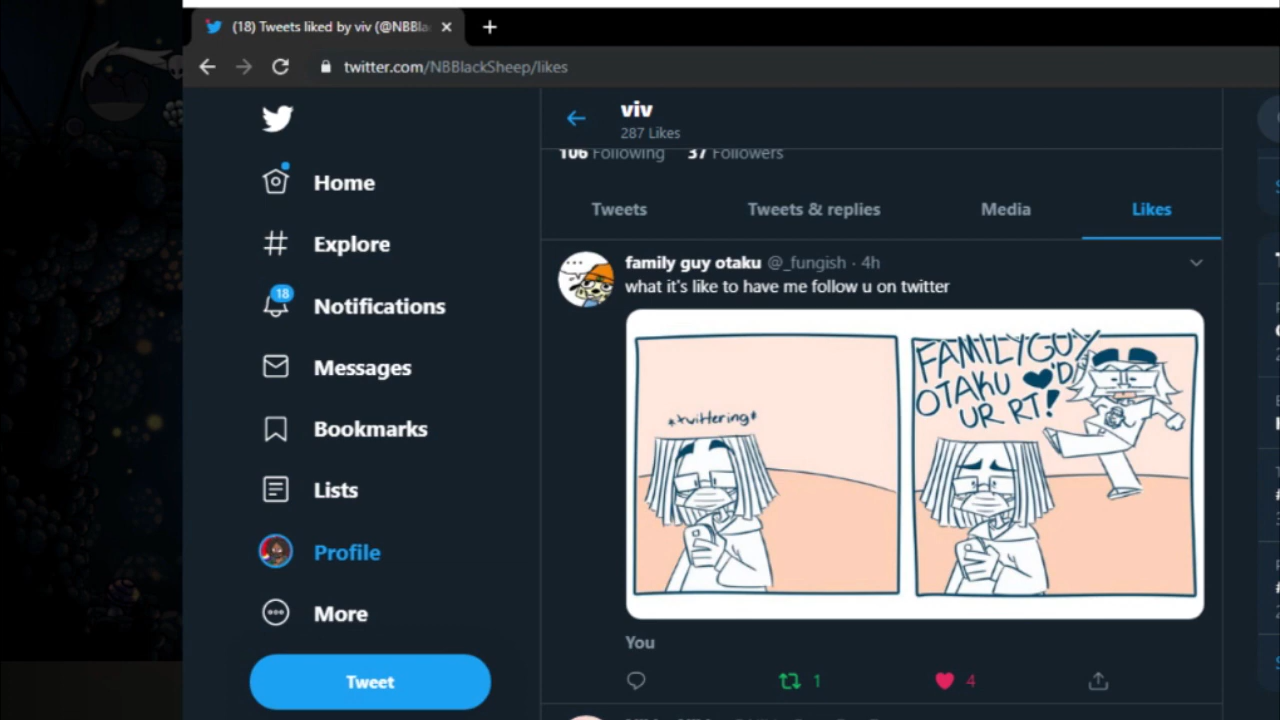 (18) Tweets liked by viv (@NBBla
twitter.com/NBBlackSheep/likes
viv
287 Likes
106 Following 37 Followers
Home
Explore
18
Notifications
Messages
Bookmarks
Lists
Profile
More
Tweet
Tweets Tweets & replies Media Likes
family guy otaku @_fungish · 4h
what it's like to have me follow u on twitter
*twittering*
FAMILYGUY
OTAKU ♥'D
UR RT!
You
1 4